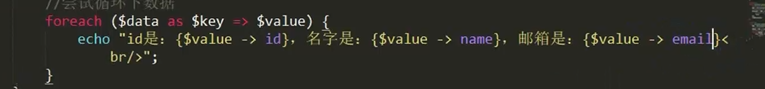 //尝试循环下数据
foreach ($data as $key => $value) {
echo "id是：{$value -> id}，名字是：{$value -> name}，邮箱是：{$value -> email}<
br/>";
}